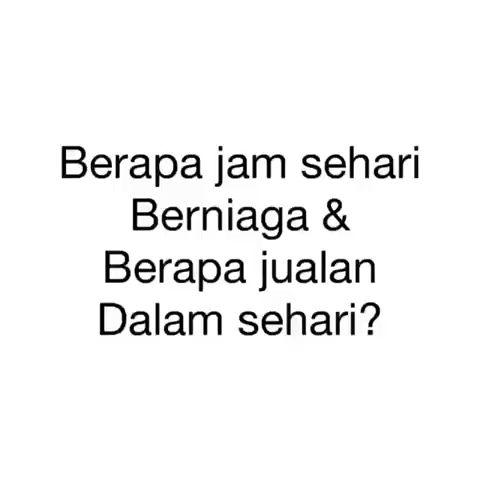 Berapa jam sehari
Berniaga &
Berapa jualan
Dalam sehari?